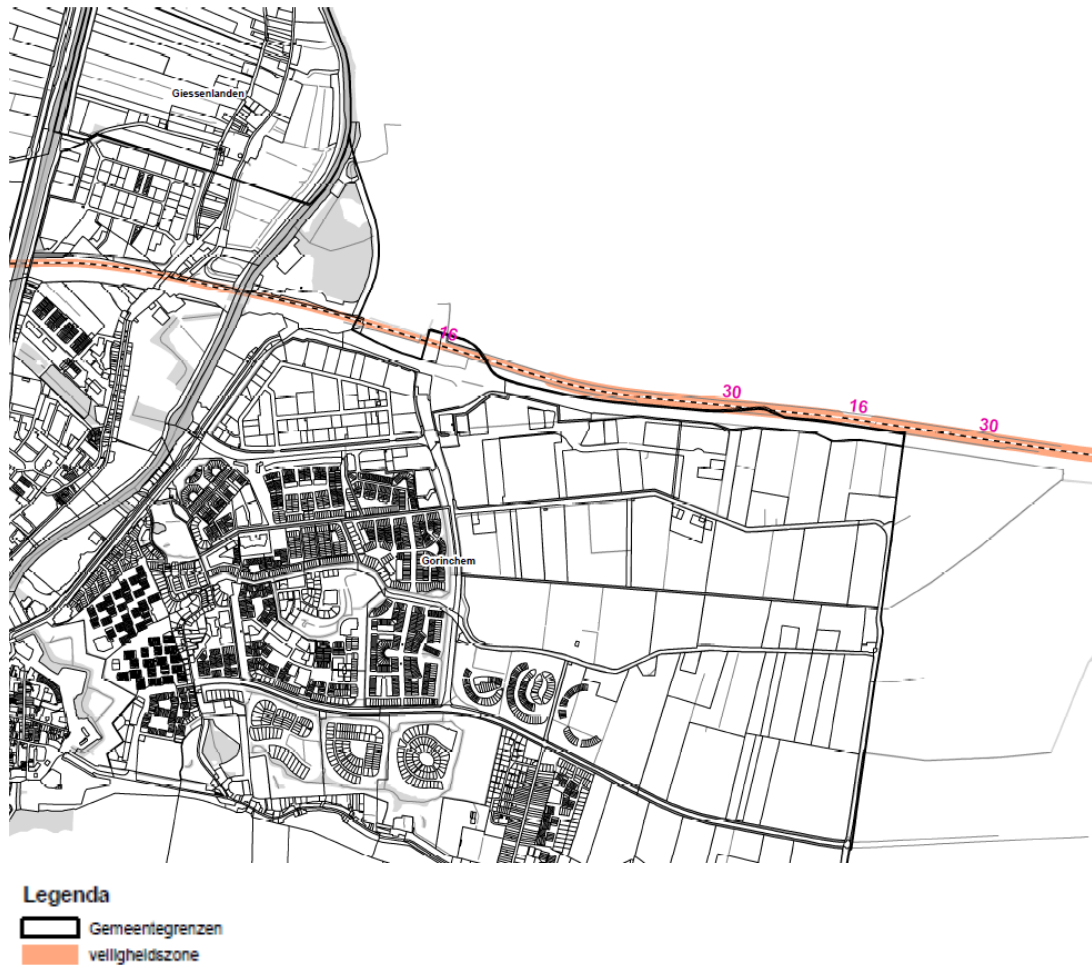 Giessenlanden
16
30
16
30
Gorinchem
Legenda
Gemeentegrenzen
veiligheidszone